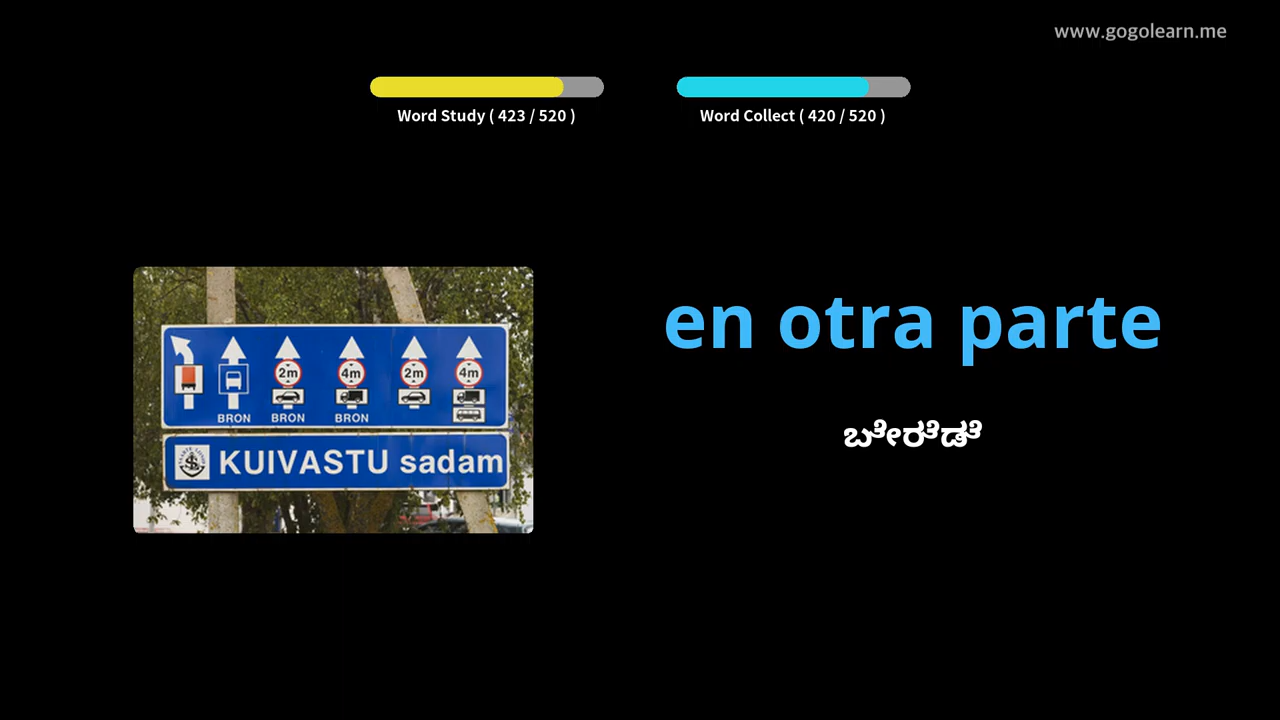 www.gogolearn.me
Word Study ( 423 / 520 )
Word Collect ( 420 / 520 )
en otra parte
ಬೇರೆಡೆ
2m
4m
2m
4m
BRON
BRON
BRON
KUIVASTU sadam